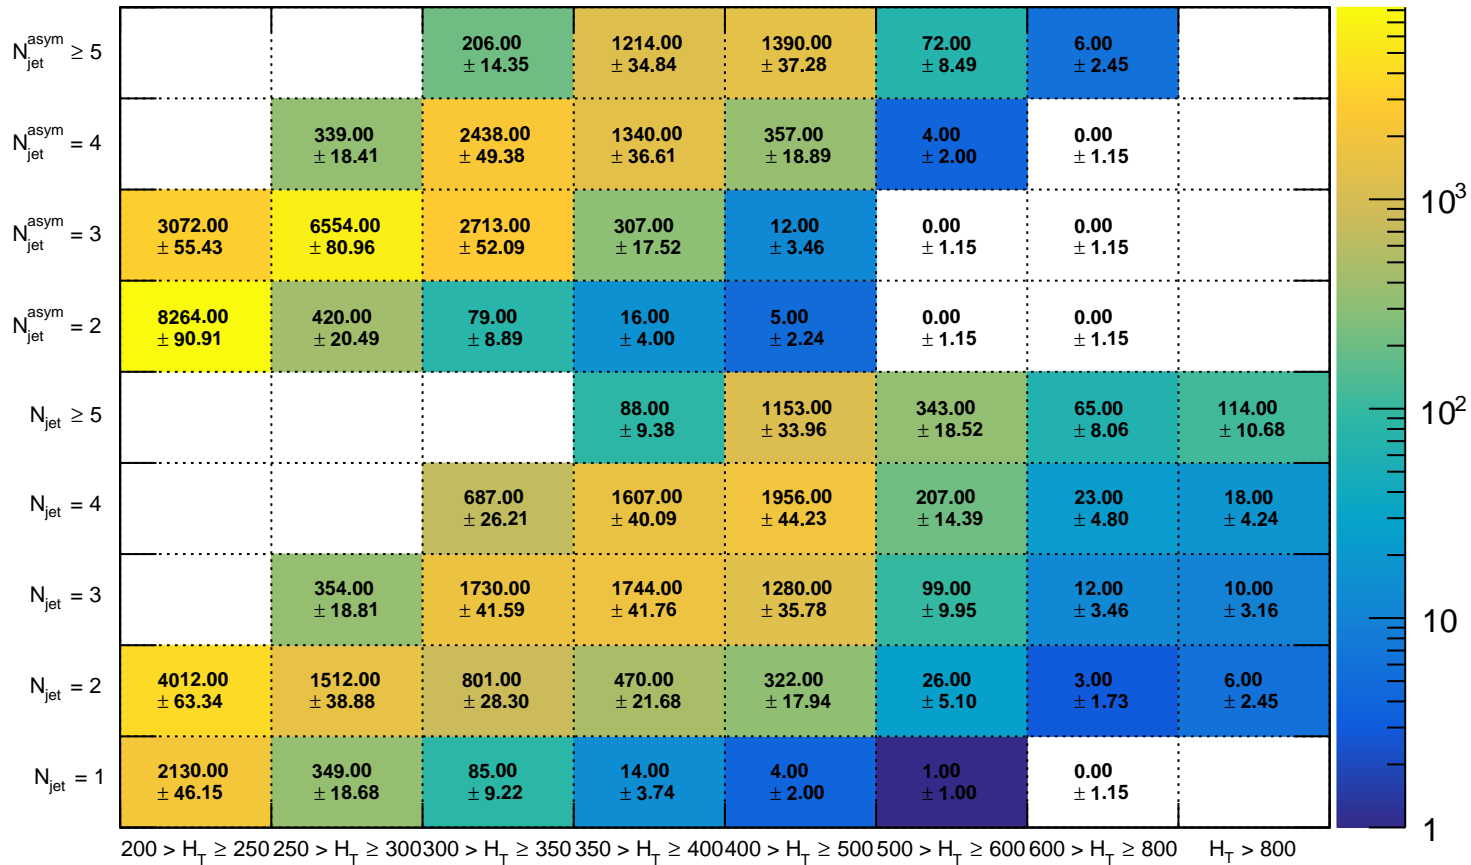 N_jet^asym ≥ 5
206.00 1214.00 1390.00 72.00 6.00
± 14.35 ± 34.84 ± 37.28 ± 8.49 ± 2.45
N_jet^asym = 4
339.00 2438.00 1340.00 357.00 4.00 0.00
± 18.41 ± 49.38 ± 36.61 ± 18.89 ± 2.00 ± 1.15
10^3
N_jet^asym = 3
3072.00 6554.00 2713.00 307.00 12.00 0.00 0.00
± 55.43 ± 80.96 ± 52.09 ± 17.52 ± 3.46 ± 1.15 ± 1.15
N_jet^asym = 2
8264.00 420.00 79.00 16.00 5.00 0.00 0.00
± 90.91 ± 20.49 ± 8.89 ± 4.00 ± 2.24 ± 1.15 ± 1.15
N_jet ≥ 5
88.00 1153.00 343.00 65.00 114.00
± 9.38 ± 33.96 ± 18.52 ± 8.06 ± 10.68
10^2
N_jet = 4
687.00 1607.00 1956.00 207.00 23.00 18.00
± 26.21 ± 40.09 ± 44.23 ± 14.39 ± 4.80 ± 4.24
N_jet = 3
354.00 1730.00 1744.00 1280.00 99.00 12.00 10.00
± 18.81 ± 41.59 ± 41.76 ± 35.78 ± 9.95 ± 3.46 ± 3.16
10
N_jet = 2
4012.00 1512.00 801.00 470.00 322.00 26.00 3.00 6.00
± 63.34 ± 38.88 ± 28.30 ± 21.68 ± 17.94 ± 5.10 ± 1.73 ± 2.45
N_jet = 1
2130.00 349.00 85.00 14.00 4.00 1.00 0.00
± 46.15 ± 18.68 ± 9.22 ± 3.74 ± 2.00 ± 1.00 ± 1.15
1
200 > H_T ≥ 250 250 > H_T ≥ 300 300 > H_T ≥ 350 350 > H_T ≥ 400 400 > H_T ≥ 500 500 > H_T ≥ 600 600 > H_T ≥ 800 H_T > 800